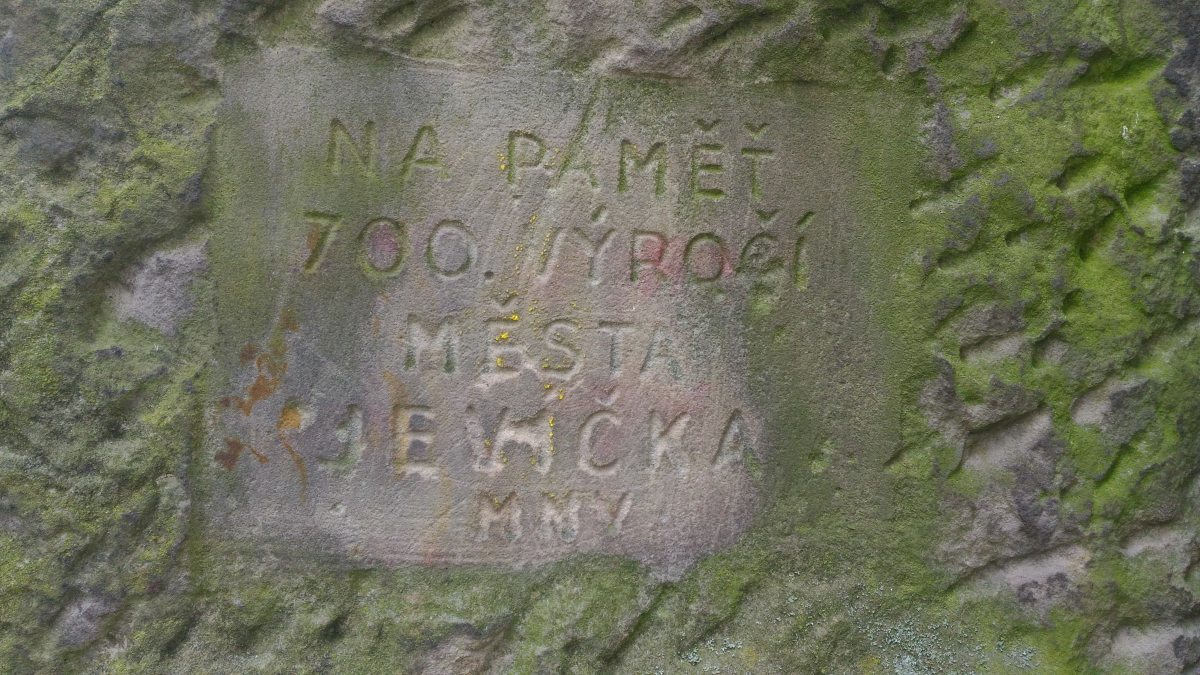 NA PAMĚŤ
700. VÝROČÍ
MĚSTA
JEVÍČKA
MNV